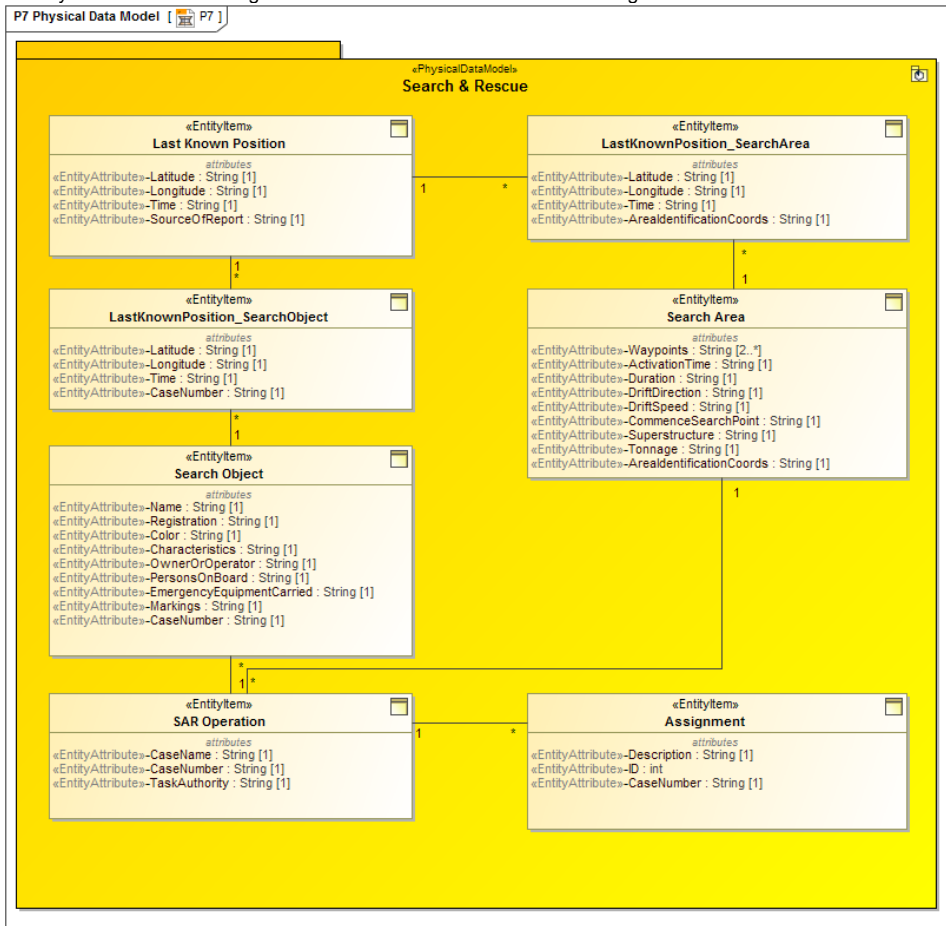 P7 Physical Data Model [ P7 ]
«PhysicalDataModel»
Search & Rescue
«EntityItem»
Last Known Position
attributes
«EntityAttribute»-Latitude : String [1]
«EntityAttribute»-Longitude : String [1]
«EntityAttribute»-Time : String [1]
«EntityAttribute»-SourceOfReport : String [1]
«EntityItem»
LastKnownPosition_SearchArea
attributes
«EntityAttribute»-Latitude : String [1]
«EntityAttribute»-Longitude : String [1]
«EntityAttribute»-Time : String [1]
«EntityAttribute»-AreaIdentificationCoords : String [1]
1
*
1
*
*
1
«EntityItem»
LastKnownPosition_SearchObject
attributes
«EntityAttribute»-Latitude : String [1]
«EntityAttribute»-Longitude : String [1]
«EntityAttribute»-Time : String [1]
«EntityAttribute»-CaseNumber : String [1]
«EntityItem»
Search Area
attributes
«EntityAttribute»-Waypoints : String [2..*]
«EntityAttribute»-ActivationTime : String [1]
«EntityAttribute»-Duration : String [1]
«EntityAttribute»-DriftDirection : String [1]
«EntityAttribute»-DriftSpeed : String [1]
«EntityAttribute»-CommenceSearchPoint : String [1]
«EntityAttribute»-Superstructure : String [1]
«EntityAttribute»-Tonnage : String [1]
«EntityAttribute»-AreaIdentificationCoords : String [1]
*
1
1
«EntityItem»
Search Object
attributes
«EntityAttribute»-Name : String [1]
«EntityAttribute»-Registration : String [1]
«EntityAttribute»-Color : String [1]
«EntityAttribute»-Characteristics : String [1]
«EntityAttribute»-OwnerOrOperator : String [1]
«EntityAttribute»-PersonsOnBoard : String [1]
«EntityAttribute»-EmergencyEquipmentCarried : String [1]
«EntityAttribute»-Markings : String [1]
«EntityAttribute»-CaseNumber : String [1]
*
1 *
«EntityItem»
SAR Operation
attributes
«EntityAttribute»-CaseName : String [1]
«EntityAttribute»-CaseNumber : String [1]
«EntityAttribute»-TaskAuthority : String [1]
1
*
«EntityItem»
Assignment
attributes
«EntityAttribute»-Description : String [1]
«EntityAttribute»-ID : int
«EntityAttribute»-CaseNumber : String [1]